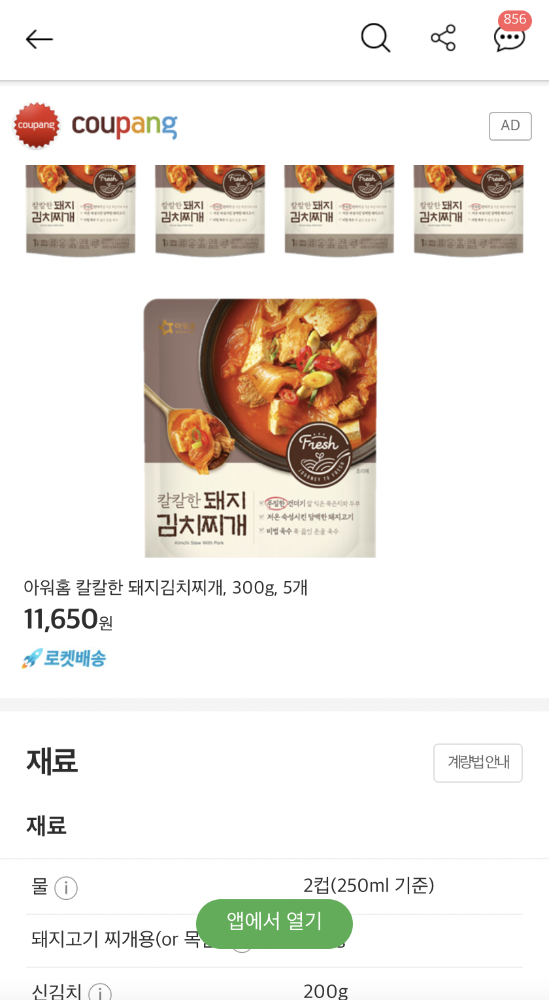 856
coupang
coupang
AD
Fresh
Fresh
Fresh
Fresh
칼칼한 돼지
김치찌개
칼칼한 돼지
김치찌개
칼칼한 돼지
김치찌개
칼칼한 돼지
김치찌개
아워홈
Fresh
JOURNEY TO FRESH
조리예
칼칼한 돼지
김치찌개
Kimchi Stew With Pork
푸짐한 건더기 잘 익은 묵은지와 두부
저온 숙성시킨 담백한 돼지고기
비법 육수 푹 끓인 돈골 육수
아워홈 칼칼한 돼지김치찌개, 300g, 5개
11,650원
로켓배송
재료
계량법 안내
재료
물
2컵(250ml 기준)
앱에서 열기
돼지고기 찌개용(or 목
신김치
200g